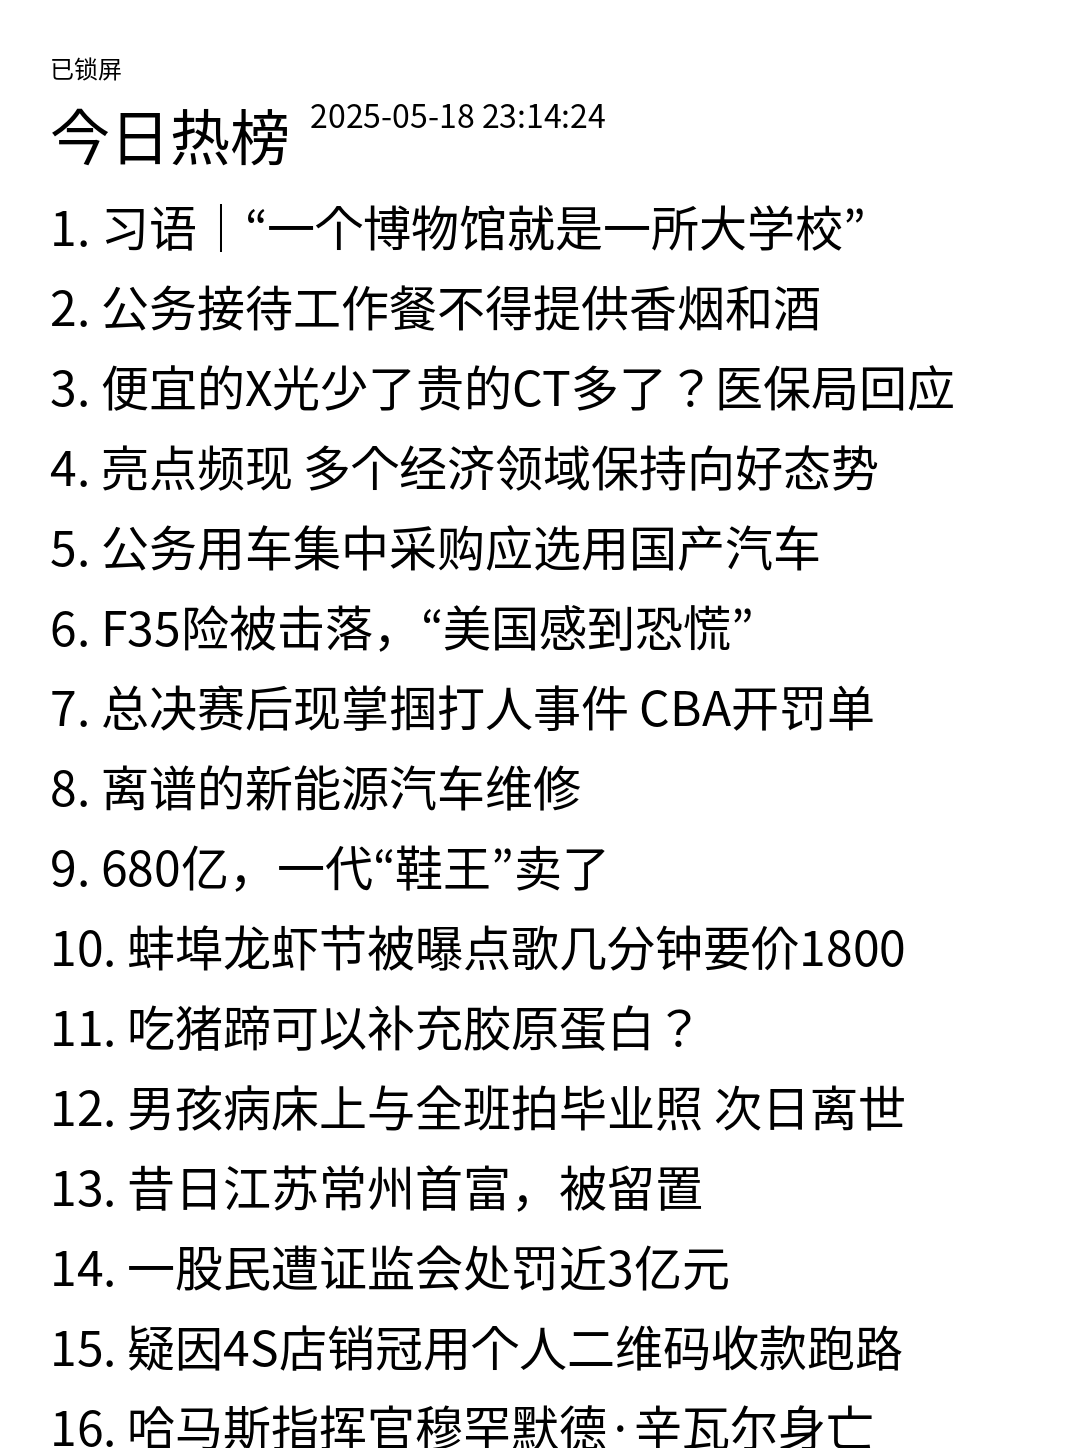 已锁屏
今日热榜 2025-05-18 23:14:24
1. 习语｜“一个博物馆就是一所大学校”
2. 公务接待工作餐不得提供香烟和酒
3. 便宜的X光少了贵的CT多了？医保局回应
4. 亮点频现 多个经济领域保持向好态势
5. 公务用车集中采购应选用国产汽车
6. F35险被击落，“美国感到恐慌”
7. 总决赛后现掌掴打人事件 CBA开罚单
8. 离谱的新能源汽车维修
9. 680亿，一代“鞋王”卖了
10. 蚌埠龙虾节被曝点歌几分钟要价1800
11. 吃猪蹄可以补充胶原蛋白？
12. 男孩病床上与全班拍毕业照 次日离世
13. 昔日江苏常州首富，被留置
14. 一股民遭证监会处罚近3亿元
15. 疑因4S店销冠用个人二维码收款跑路
16. 哈马斯指挥官穆罕默德·辛瓦尔身亡